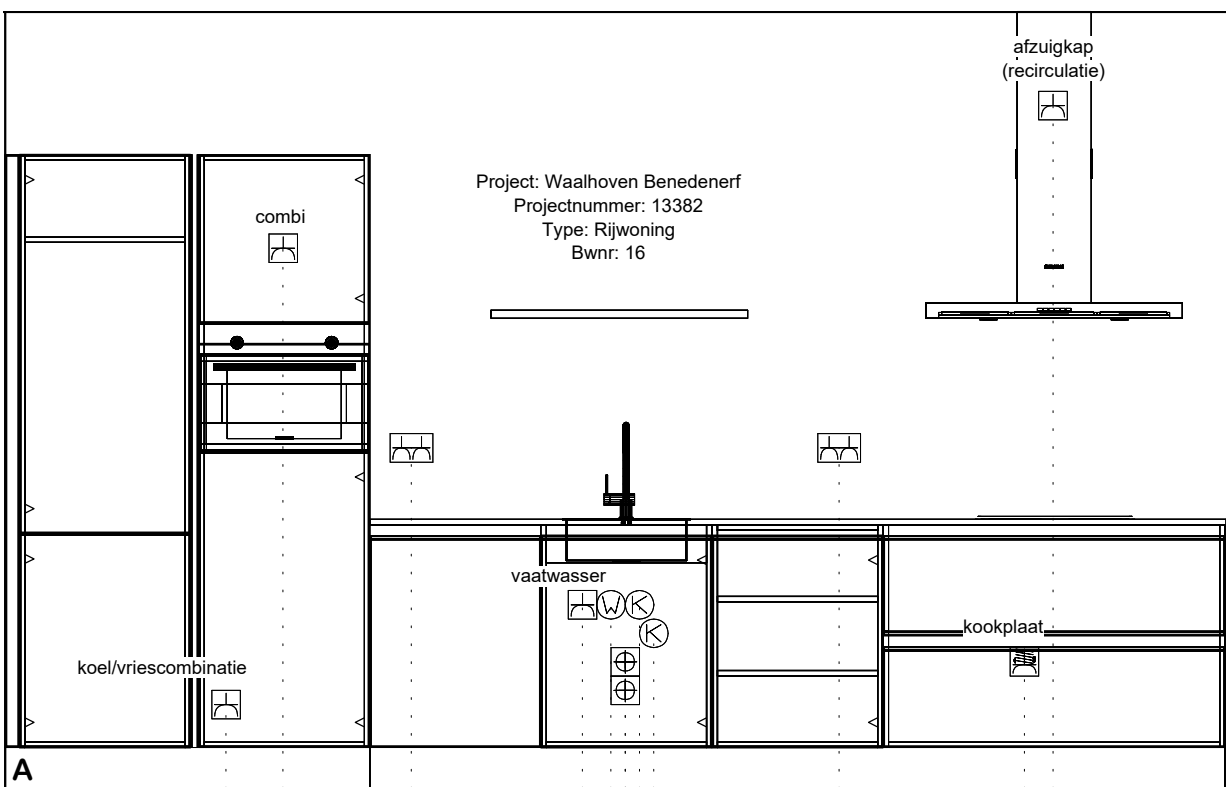 afzuigkap
(recirculatie)
Project: Waalhoven Benedenerf
Projectnummer: 13382
Type: Rijwoning
Bwnr: 16
combi
vaatwasser
W
K
K
kookplaat
koel/vriescombinatie
A